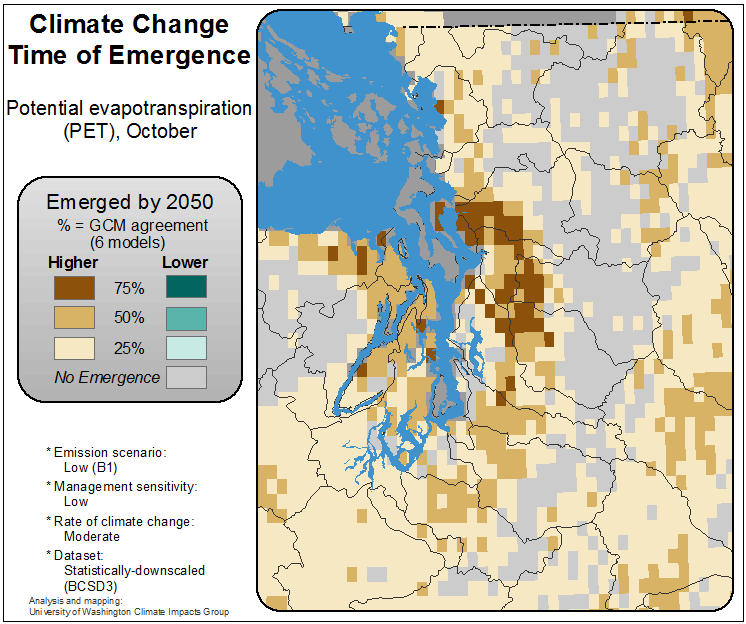 Climate Change
Time of Emergence
Potential evapotranspiration
(PET), October
Emerged by 2050
% = GCM agreement
(6 models)
Higher Lower
75%
50%
25%
No Emergence
* Emission scenario:
Low (B1)
* Management sensitivity:
Low
* Rate of climate change:
Moderate
* Dataset:
Statistically-downscaled
(BCSD3)
Analysis and mapping:
University of Washington Climate Impacts Group